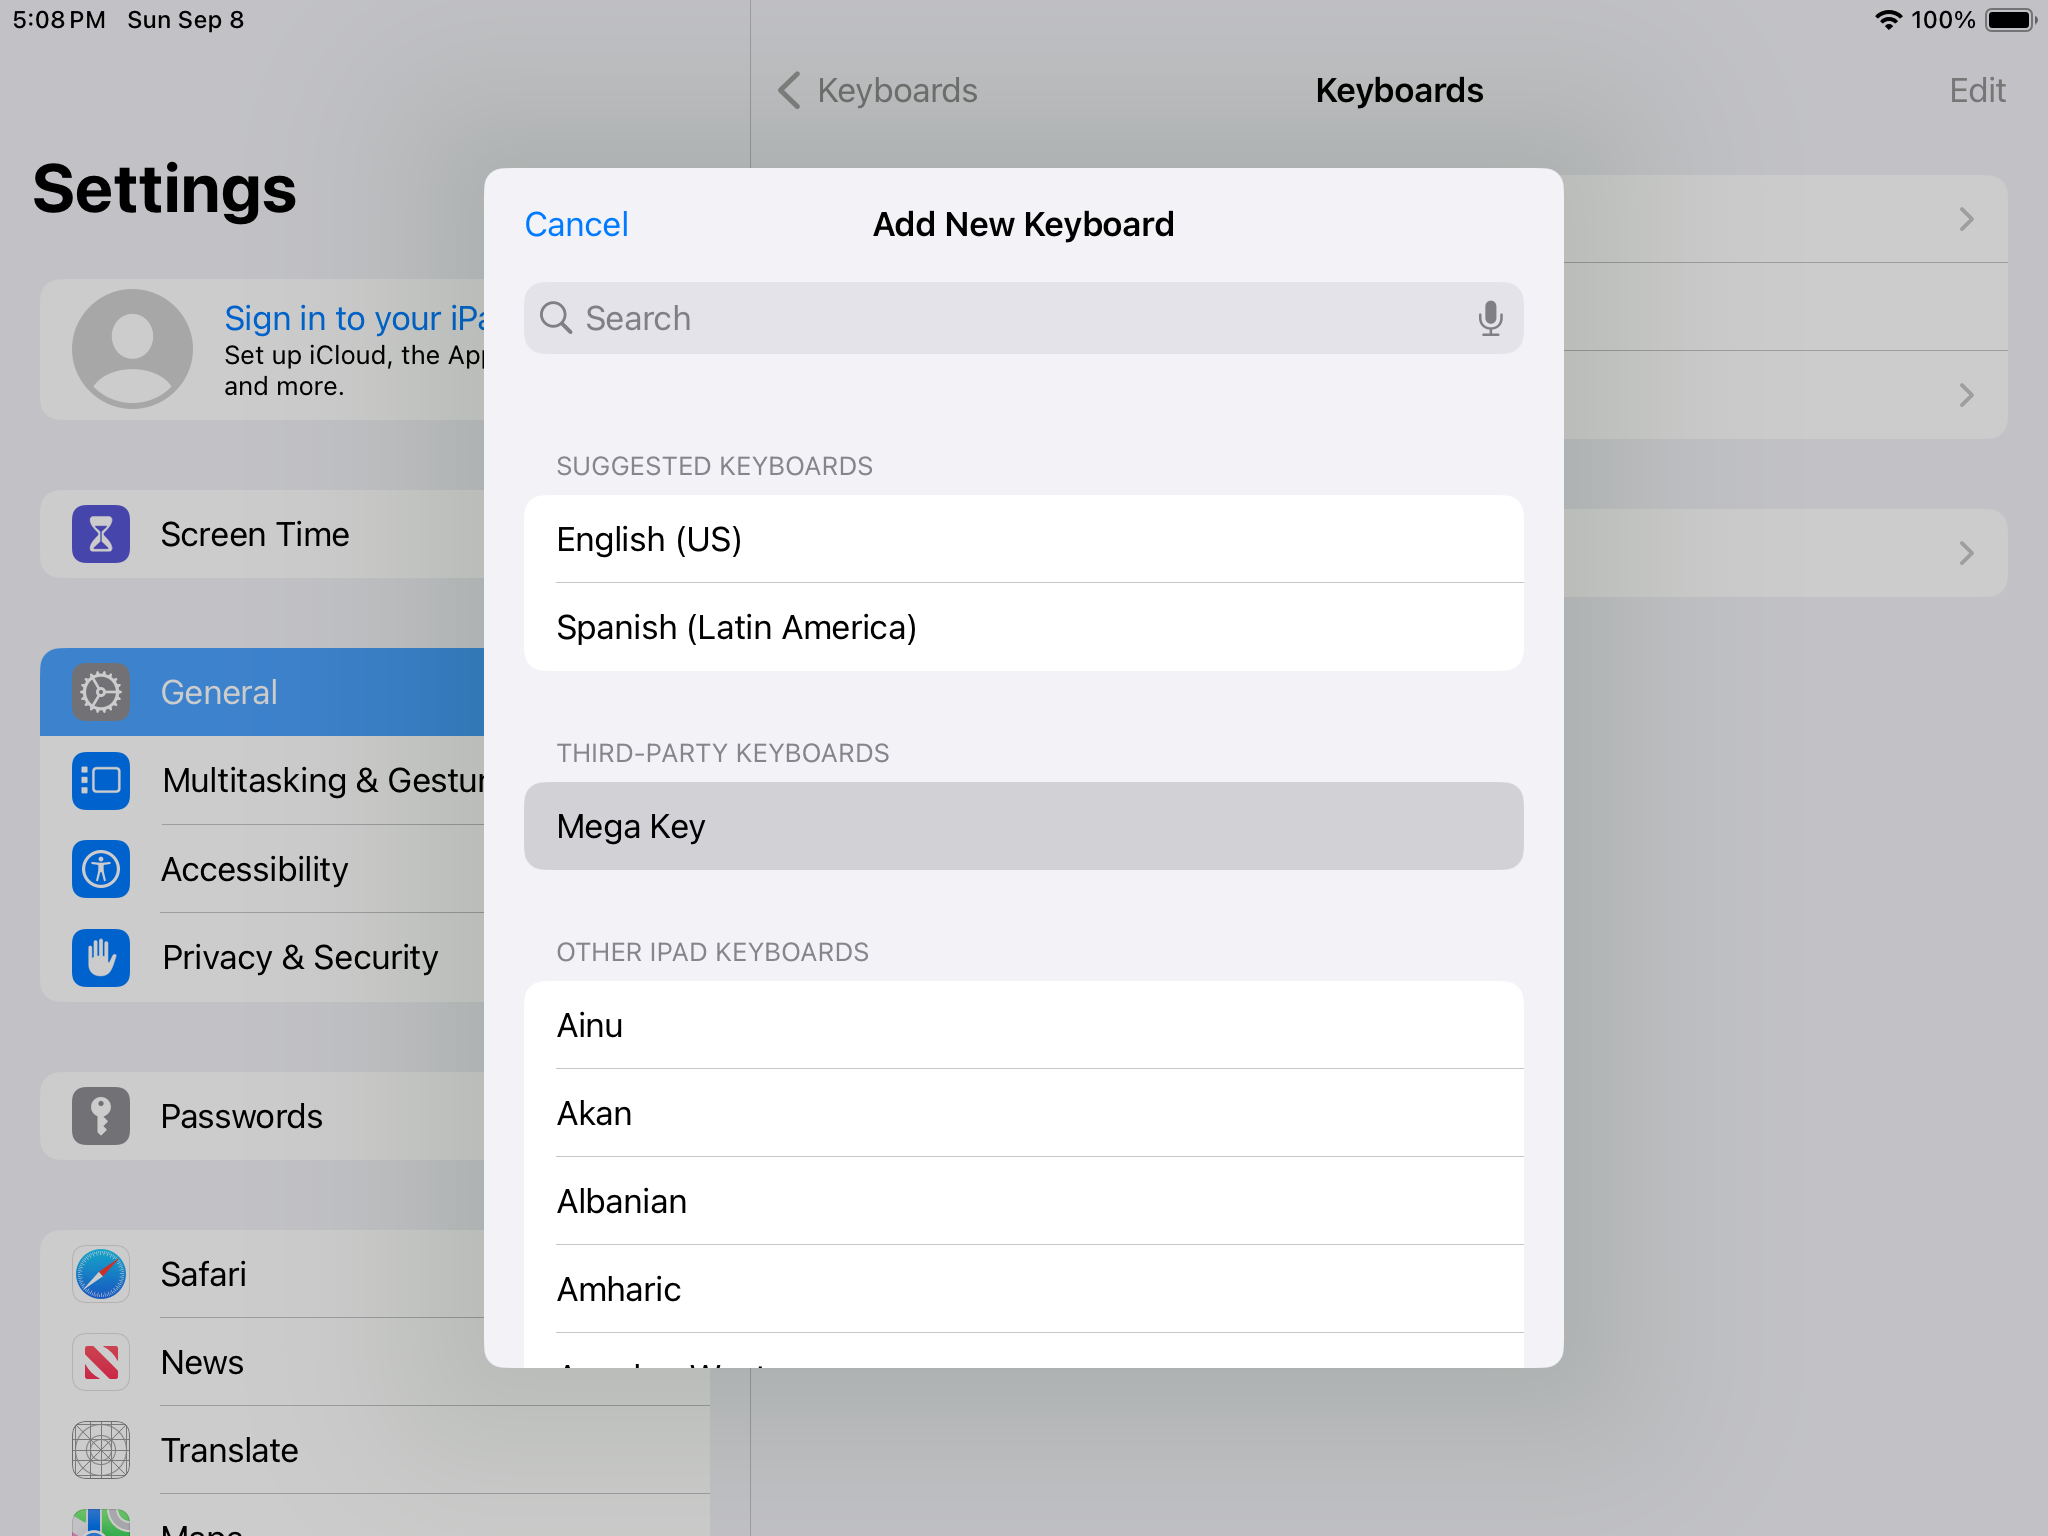 5:08 PM Sun Sep 8
100%
Keyboards
Keyboards
Edit
Settings
Sign in to your iPa
Set up iCloud, the App
and more.
Screen Time
General
Multitasking & Gestur
Accessibility
Privacy & Security
Passwords
Safari
News
Translate
Maps
Cancel
Add New Keyboard
Search
SUGGESTED KEYBOARDS
English (US)
Spanish (Latin America)
THIRD-PARTY KEYBOARDS
Mega Key
OTHER IPAD KEYBOARDS
Ainu
Akan
Albanian
Amharic